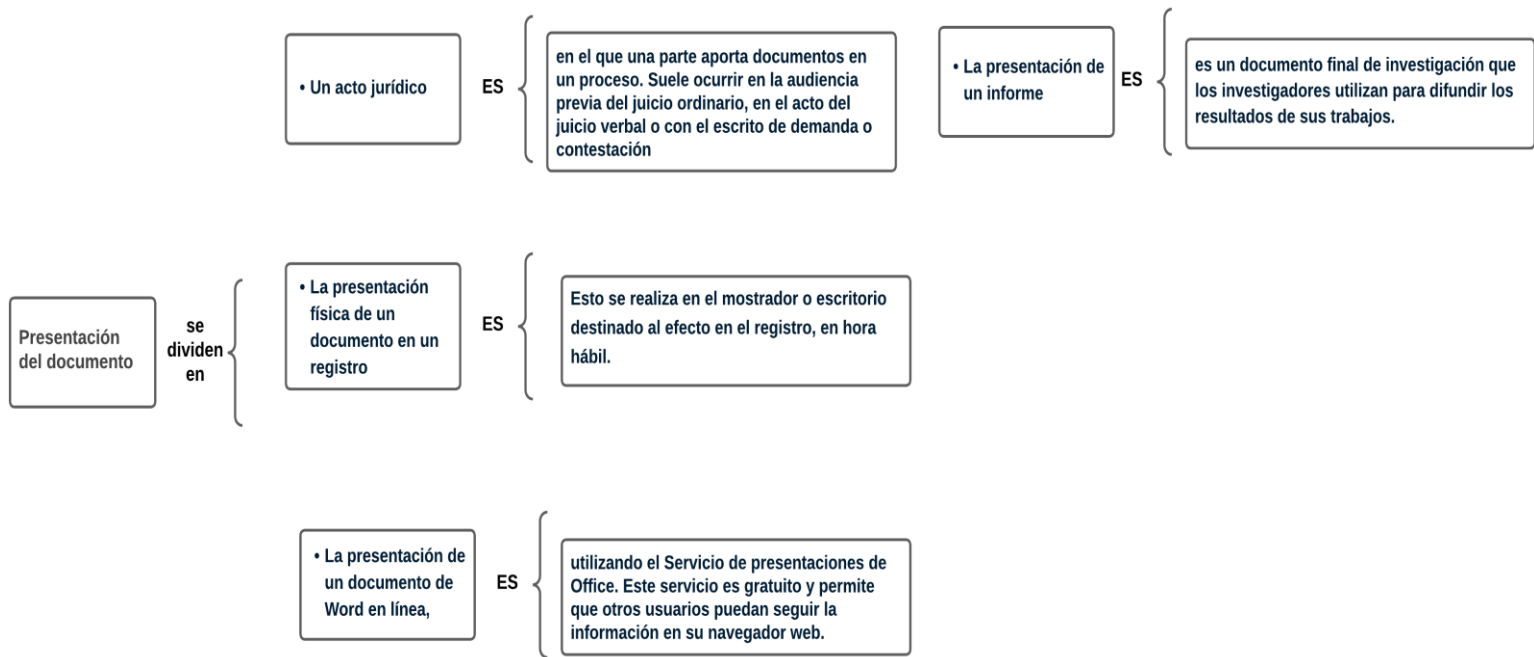 • Un acto jurídico
ES
en el que una parte aporta documentos en
un proceso. Suele ocurrir en la audiencia
previa del juicio ordinario, en el acto del
juicio verbal o con el escrito de demanda o
contestación
• La presentación de
un informe
ES
es un documento final de investigación que
los investigadores utilizan para difundir los
resultados de sus trabajos.
Presentación
del documento
se
dividen
en
• La presentación
física de un
documento en un
registro
ES
Esto se realiza en el mostrador o escritorio
destinado al efecto en el registro, en hora
hábil.
• La presentación de
un documento de
Word en línea,
ES
utilizando el Servicio de presentaciones de
Office. Este servicio es gratuito y permite
que otros usuarios puedan seguir la
información en su navegador web.